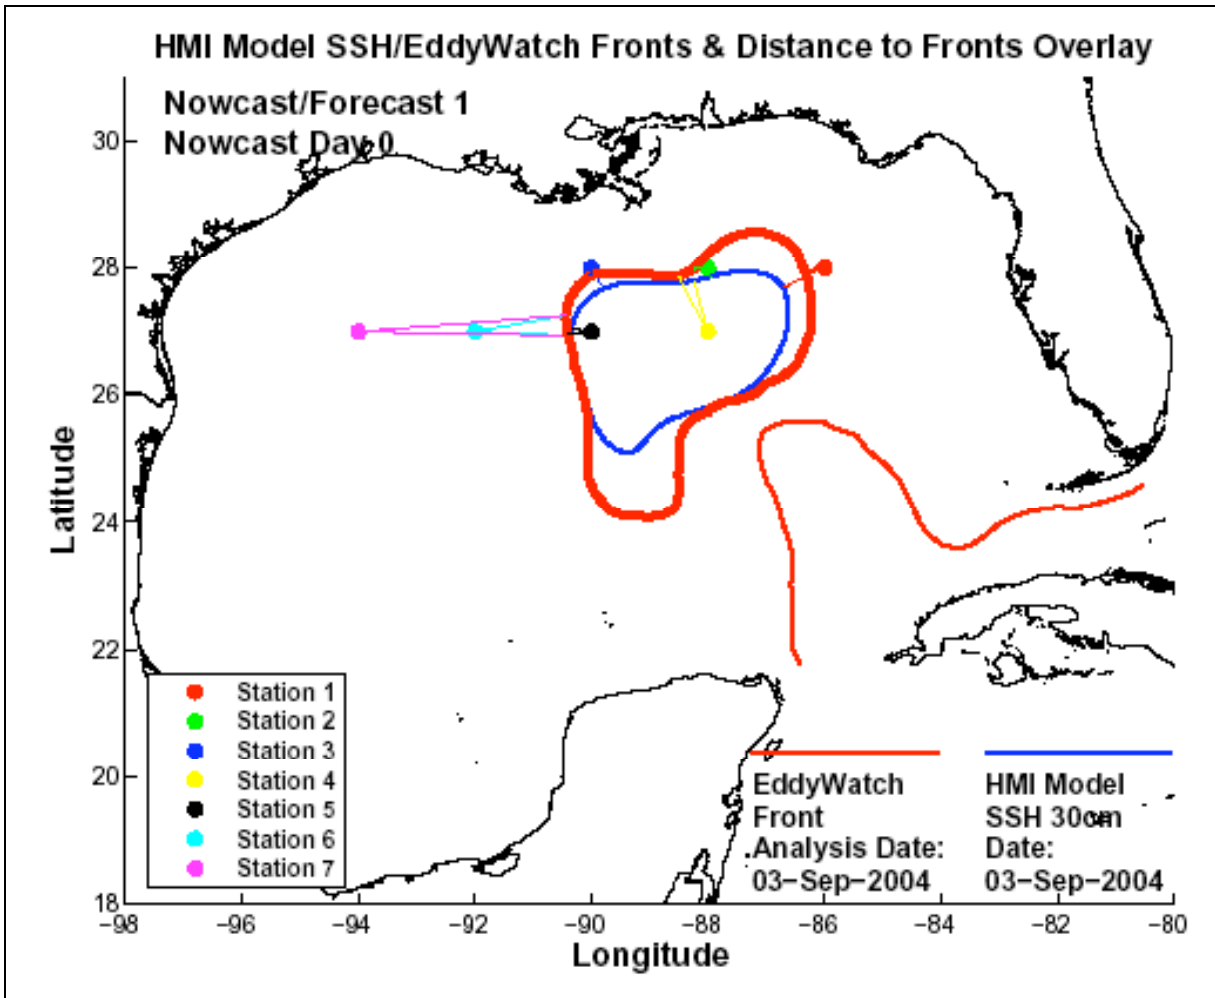 HMI Model SSH/EddyWatch Fronts & Distance to Fronts Overlay
Nowcast/Forecast 1
Nowcast Day 0
30
28
26
24
22
20
18
Latitude
Station 1
Station 2
Station 3
Station 4
Station 5
Station 6
Station 7
EddyWatch
Front
Analysis Date:
03-Sep-2004
HMI Model
SSH 30cm
Date:
03-Sep-2004
-98 -96 -94 -92 -90 -88 -86 -84 -82 -80
Longitude